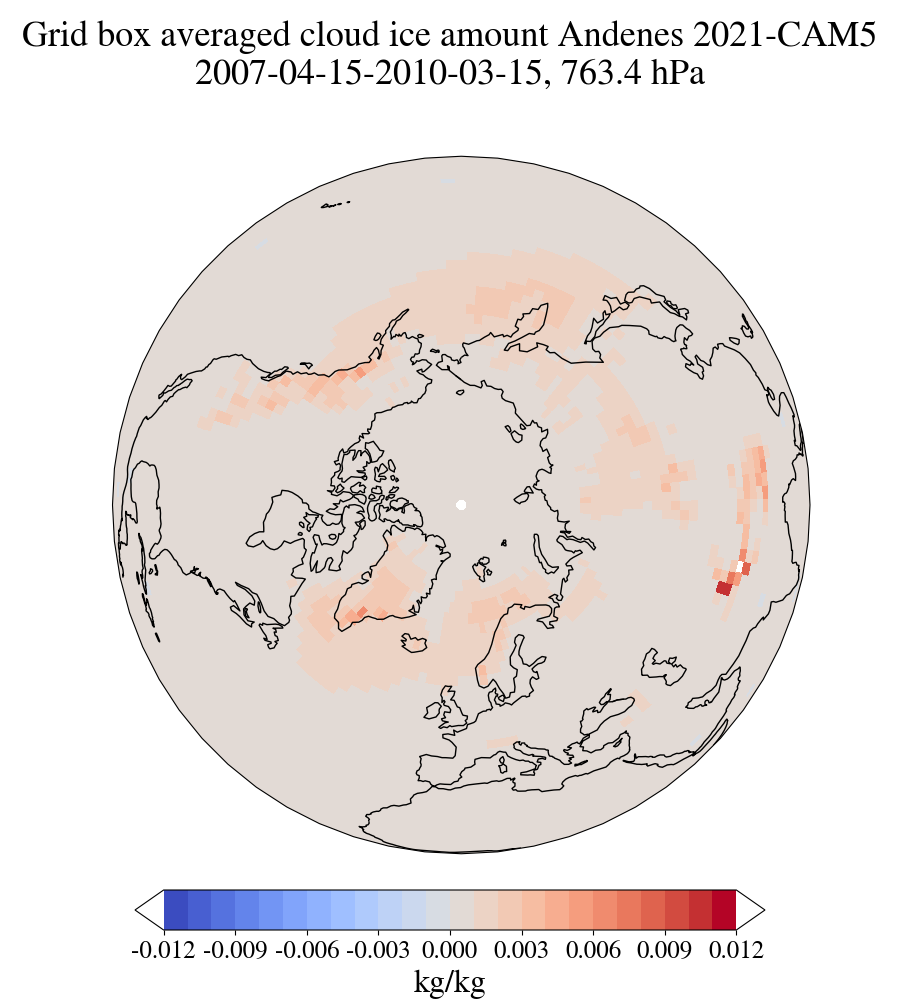 Grid box averaged cloud ice amount Andenes 2021-CAM5
2007-04-15-2010-03-15, 763.4 hPa
-0.012 -0.009 -0.006 -0.003 0.000 0.003 0.006 0.009 0.012
kg/kg